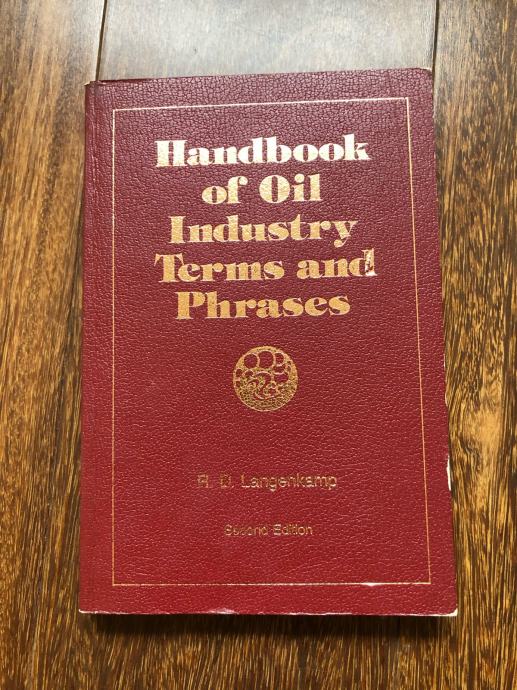 Handbook
of Oil
Industry
Terms and
Phrases
R. D. Langenkamp
Second Edition